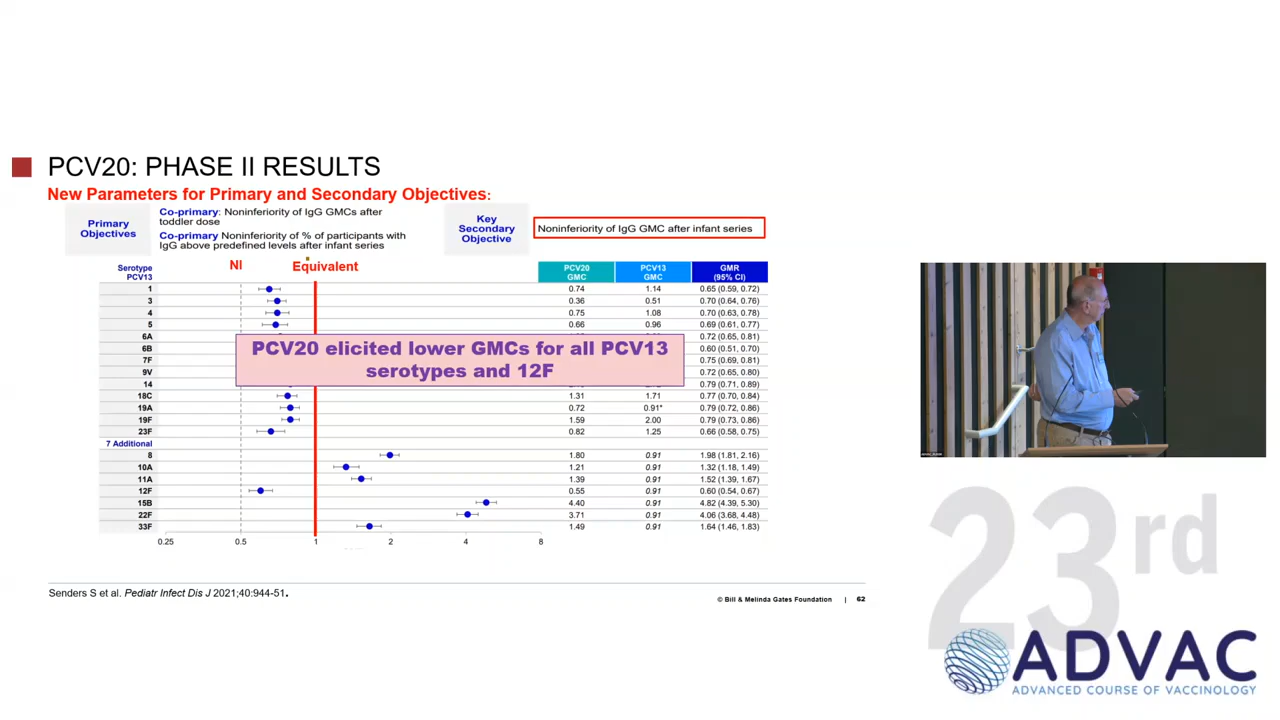 PCV20: PHASE II RESULTS
New Parameters for Primary and Secondary Objectives:
Primary
Objectives
Co-primary: Noninferiority of IgG GMCs after
toddler dose
Co-primary Noninferiority of % of participants with
IgG above predefined levels after infant series
Key
Secondary
Objective
Noninferiority of IgG GMC after infant series
Serotype
PCV13
NI
Equivalent
PCV20
GMC
PCV13
GMC
GMR
(95% CI)
1 0.74 1.14 0.65 (0.59, 0.72)
3 0.36 0.51 0.70 (0.64, 0.76)
4 0.75 1.08 0.70 (0.63, 0.78)
5 0.66 0.96 0.69 (0.61, 0.77)
6A 0.72 (0.65, 0.81)
6B 0.60 (0.51, 0.70)
7F 0.75 (0.69, 0.81)
9V 0.72 (0.65, 0.80)
14 0.79 (0.71, 0.89)
PCV20 elicited lower GMCs for all PCV13
serotypes and 12F
18C 1.31 1.71 0.77 (0.70, 0.84)
19A 0.72 0.91* 0.79 (0.72, 0.86)
19F 1.59 2.00 0.79 (0.73, 0.86)
23F 0.82 1.25 0.66 (0.58, 0.75)
7 Additional
8 1.80 0.91 1.98 (1.81, 2.16)
10A 1.21 0.91 1.32 (1.18, 1.49)
11A 1.39 0.91 1.52 (1.39, 1.67)
12F 0.55 0.91 0.60 (0.54, 0.67)
15B 4.40 0.91 4.82 (4.39, 5.30)
22F 3.71 0.91 4.06 (3.68, 4.48)
33F 1.49 0.91 1.64 (1.46, 1.83)
0.25 0.5 1 2 4 8
Senders S et al. Pediatr Infect Dis J 2021;40:944-51.
© Bill & Melinda Gates Foundation | 62
23rd
ADVAC
ADVANCED COURSE OF VACCINOLOGY